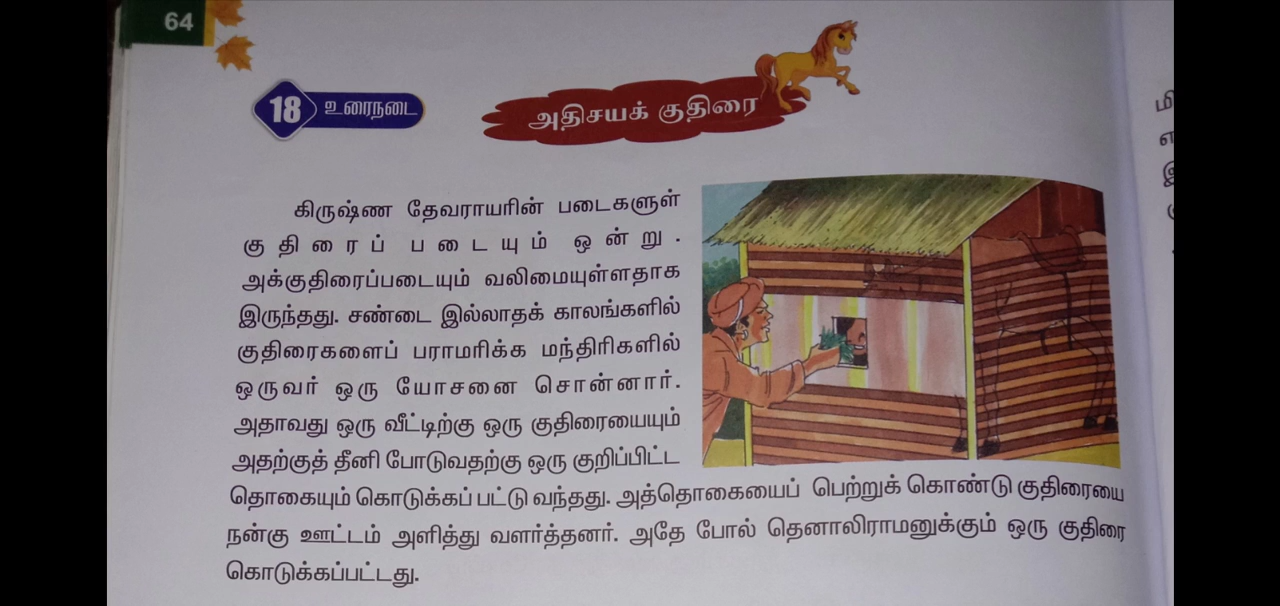 64
18 உரைநடை
அதிசயக் குதிரை
கிருஷ்ண தேவராயரின் படைகளுள்
குதிரைப் படையும் ஒன்று.
அக்குதிரைப்படையும் வலிமையுள்ளதாக
இருந்தது. சண்டை இல்லாதக் காலங்களில்
குதிரைகளைப் பராமரிக்க மந்திரிகளில்
ஒருவர் ஒரு யோசனை சொன்னார்.
அதாவது ஒரு வீட்டிற்கு ஒரு குதிரையையும்
அதற்குத் தீனி போடுவதற்கு ஒரு குறிப்பிட்ட
தொகையும் கொடுக்கப் பட்டு வந்தது. அத்தொகையைப் பெற்றுக் கொண்டு குதிரையை
நன்கு ஊட்டம் அளித்து வளர்த்தனர். அதே போல் தெனாலிராமனுக்கும் ஒரு குதிரை
கொடுக்கப்பட்டது.